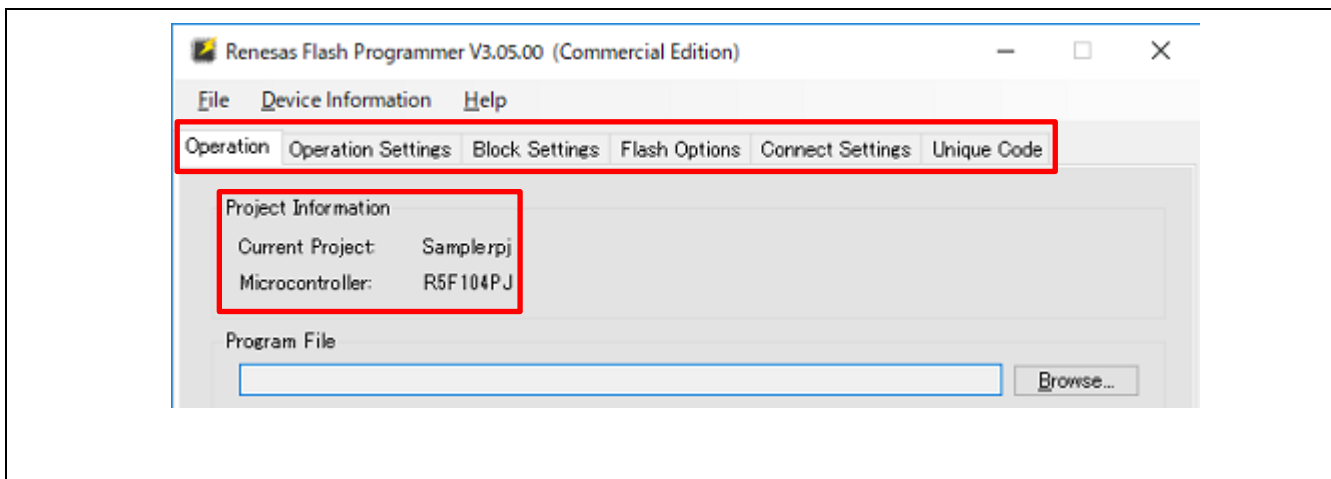 Renesas Flash Programmer V3.05.00 (Commercial Edition)
File Device Information Help
Operation Operation Settings Block Settings Flash Options Connect Settings Unique Code
Project Information
Current Project: Sample.rpj
Microcontroller: R5F104PJ
Program File
Browse...